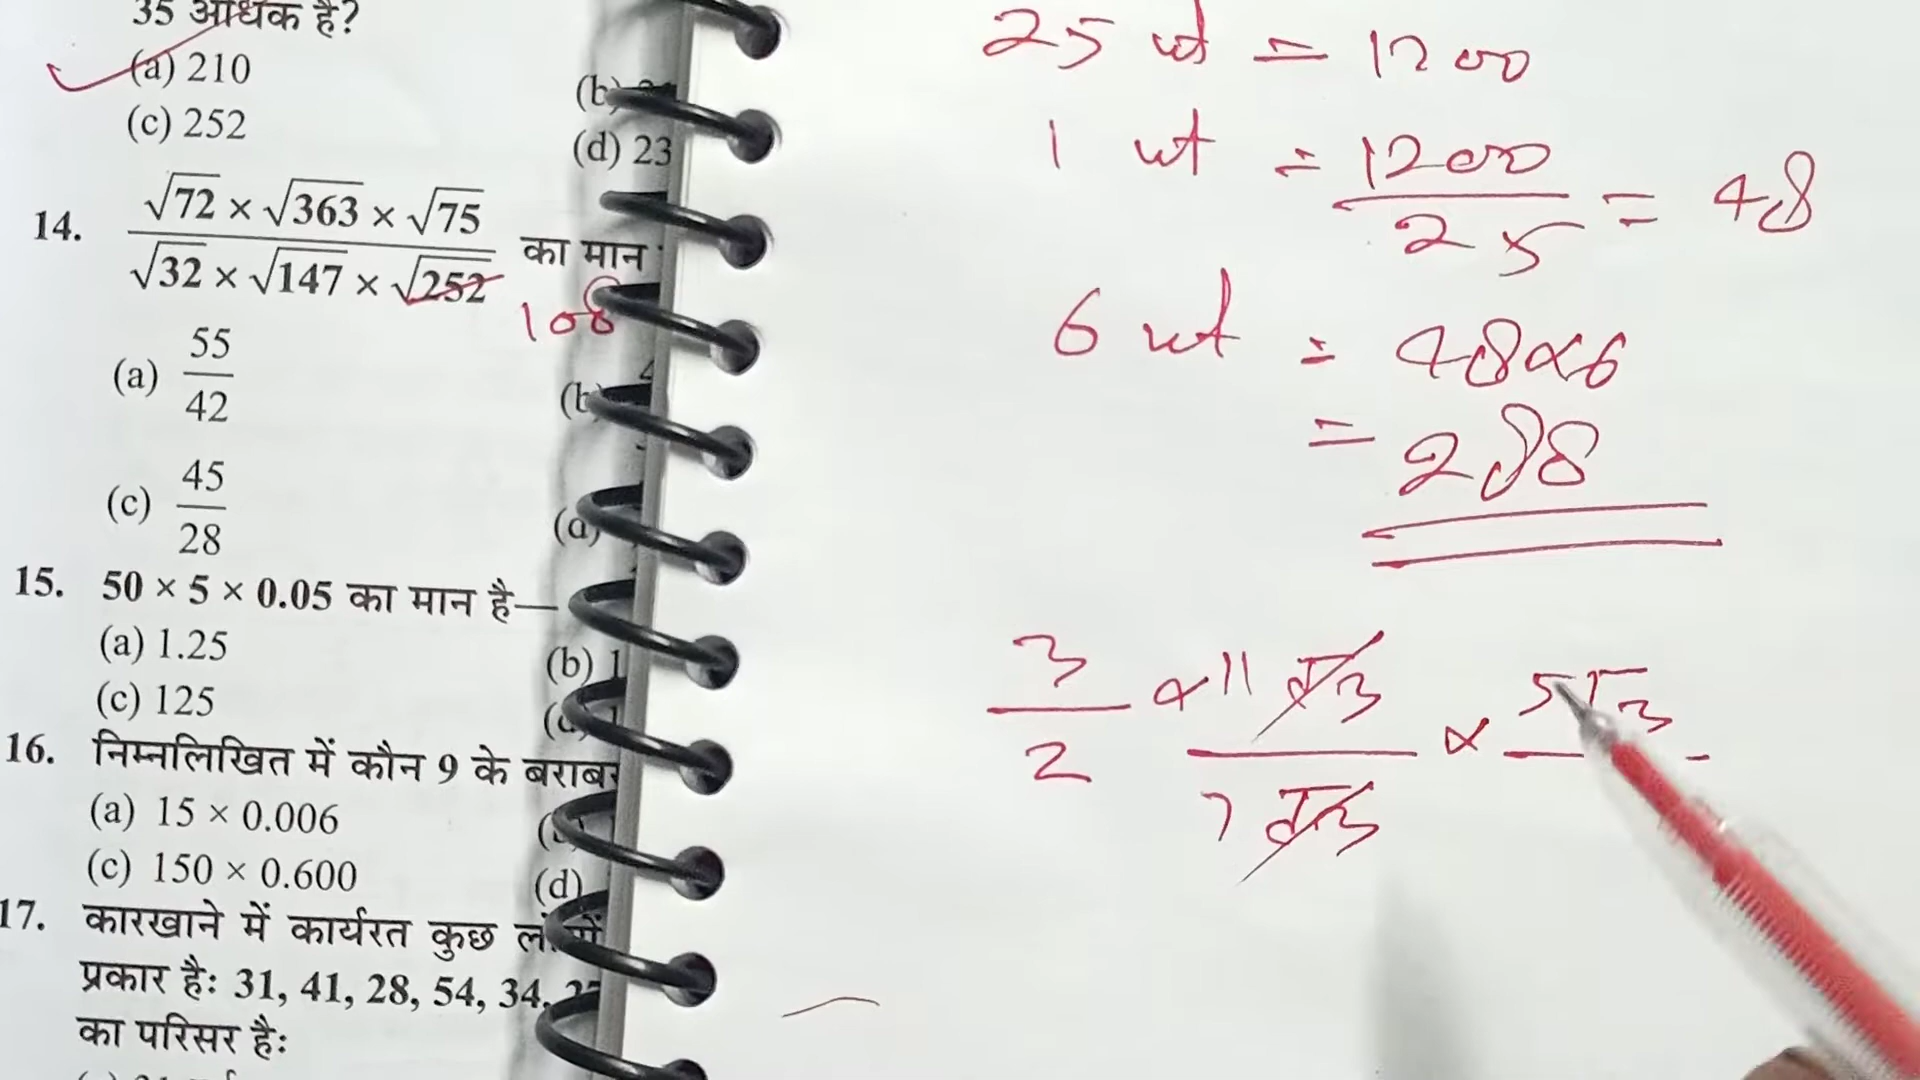 35 अधिक है?
(a) 210
(b)
(c) 252
(d) 23
14. √72 × √363 × √75
√32 × √147 × √252
का मान
108
(a) 55/42
(b)
(c) 45/28
(d)
15. 50 × 5 × 0.05 का मान है—
(a) 1.25
(b) 1
(c) 125
16. निम्नलिखित में कौन 9 के बराबर
(a) 15 × 0.006
(c) 150 × 0.600
(d)
17. कारखाने में कार्यरत कुछ
प्रकार हैः 31, 41, 28, 54, 34,
का परिसर हैः
25 wt = 1200
1 wt = 1200/25 = 48
6 wt = 48×6
= 288
3/2 × 11√3/7√3 × 5√3